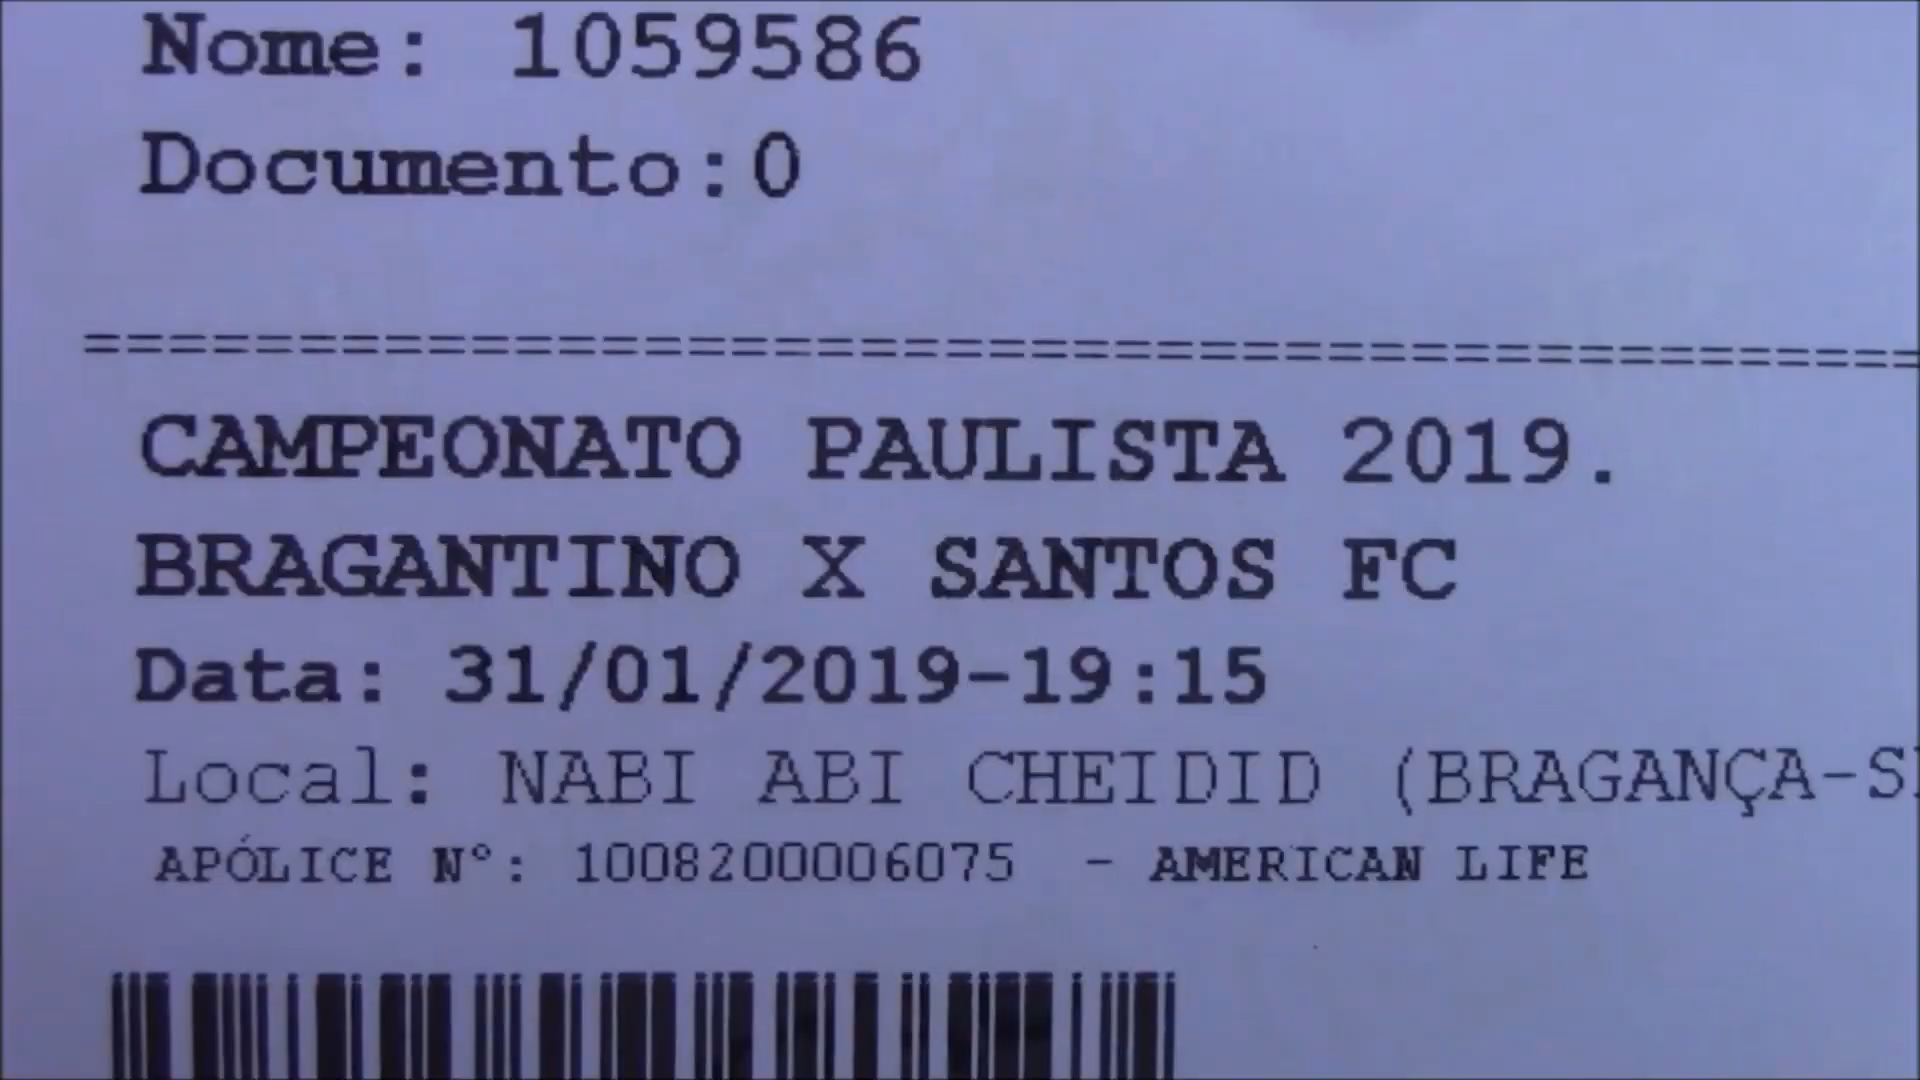 Nome: 1059586
Documento:0
==========================================
CAMPEONATO PAULISTA 2019.
BRAGANTINO X SANTOS FC
Data: 31/01/2019-19:15
Local: NABI ABI CHEIDID (BRAGANÇA-S
APÓLICE N°: 1008200006075 - AMERICAN LIFE